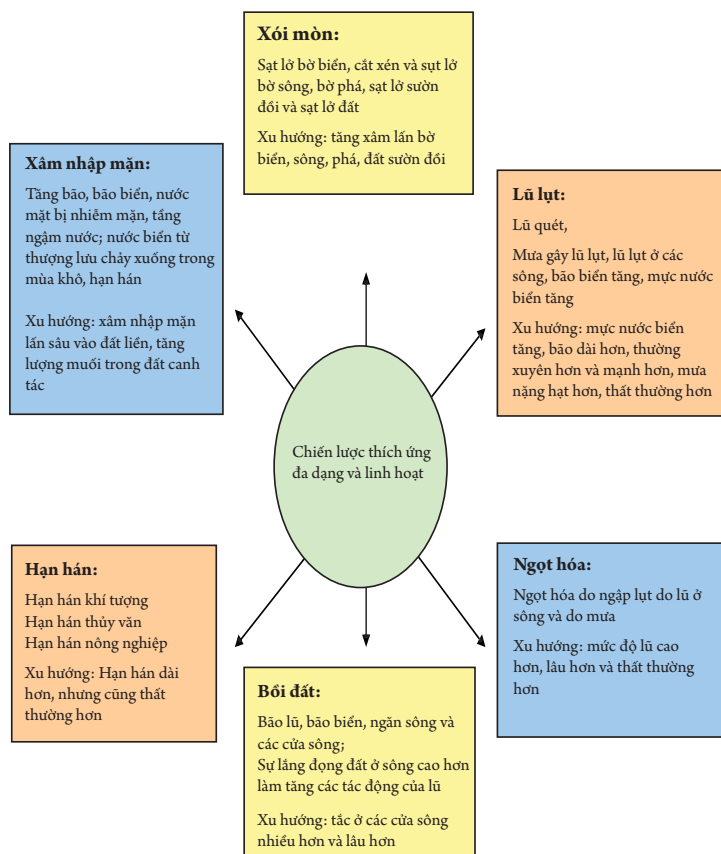 Xói mòn:
Sạt lở bờ biển, cắt xén và sụt lở
bờ sông, bờ phá, sạt lở sườn
đồi và sạt lở đất
Xu hướng: tăng xâm lấn bờ
biển, sông, phá, đất sườn đồi
Xâm nhập mặn:
Tăng bão, bão biển, nước
mặt bị nhiễm mặn, tầng
ngậm nước; nước biển từ
thượng lưu chảy xuống trong
mùa khô, hạn hán
Xu hướng: xâm nhập mặn
lấn sâu vào đất liền, tăng
lượng muối trong đất canh
tác
Lũ lụt:
Lũ quét,
Mưa gây lũ lụt, lũ lụt ở các
sông, bão biển tăng, mực nước
biển tăng
Xu hướng: mực nước biển
tăng, bão dài hơn, thường
xuyên hơn và mạnh hơn, mưa
nặng hạt hơn, thất thường hơn
Chiến lược thích ứng
đa dạng và linh hoạt
Hạn hán:
Hạn hán khí tượng
Hạn hán thủy văn
Hạn hán nông nghiệp
Xu hướng: Hạn hán dài
hơn, nhưng cũng thất
thường hơn
Ngọt hóa:
Ngọt hóa do ngập lụt do lũ ở
sông và do mưa
Xu hướng: mức độ lũ cao
hơn, lâu hơn và thất thường
hơn
Bồi đất:
Bão lũ, bão biển, ngăn sông và
các cửa sông;
Sự lắng đọng đất ở sông cao hơn
làm tăng các tác động của lũ
Xu hướng: tắc ở các cửa sông
nhiều hơn và lâu hơn